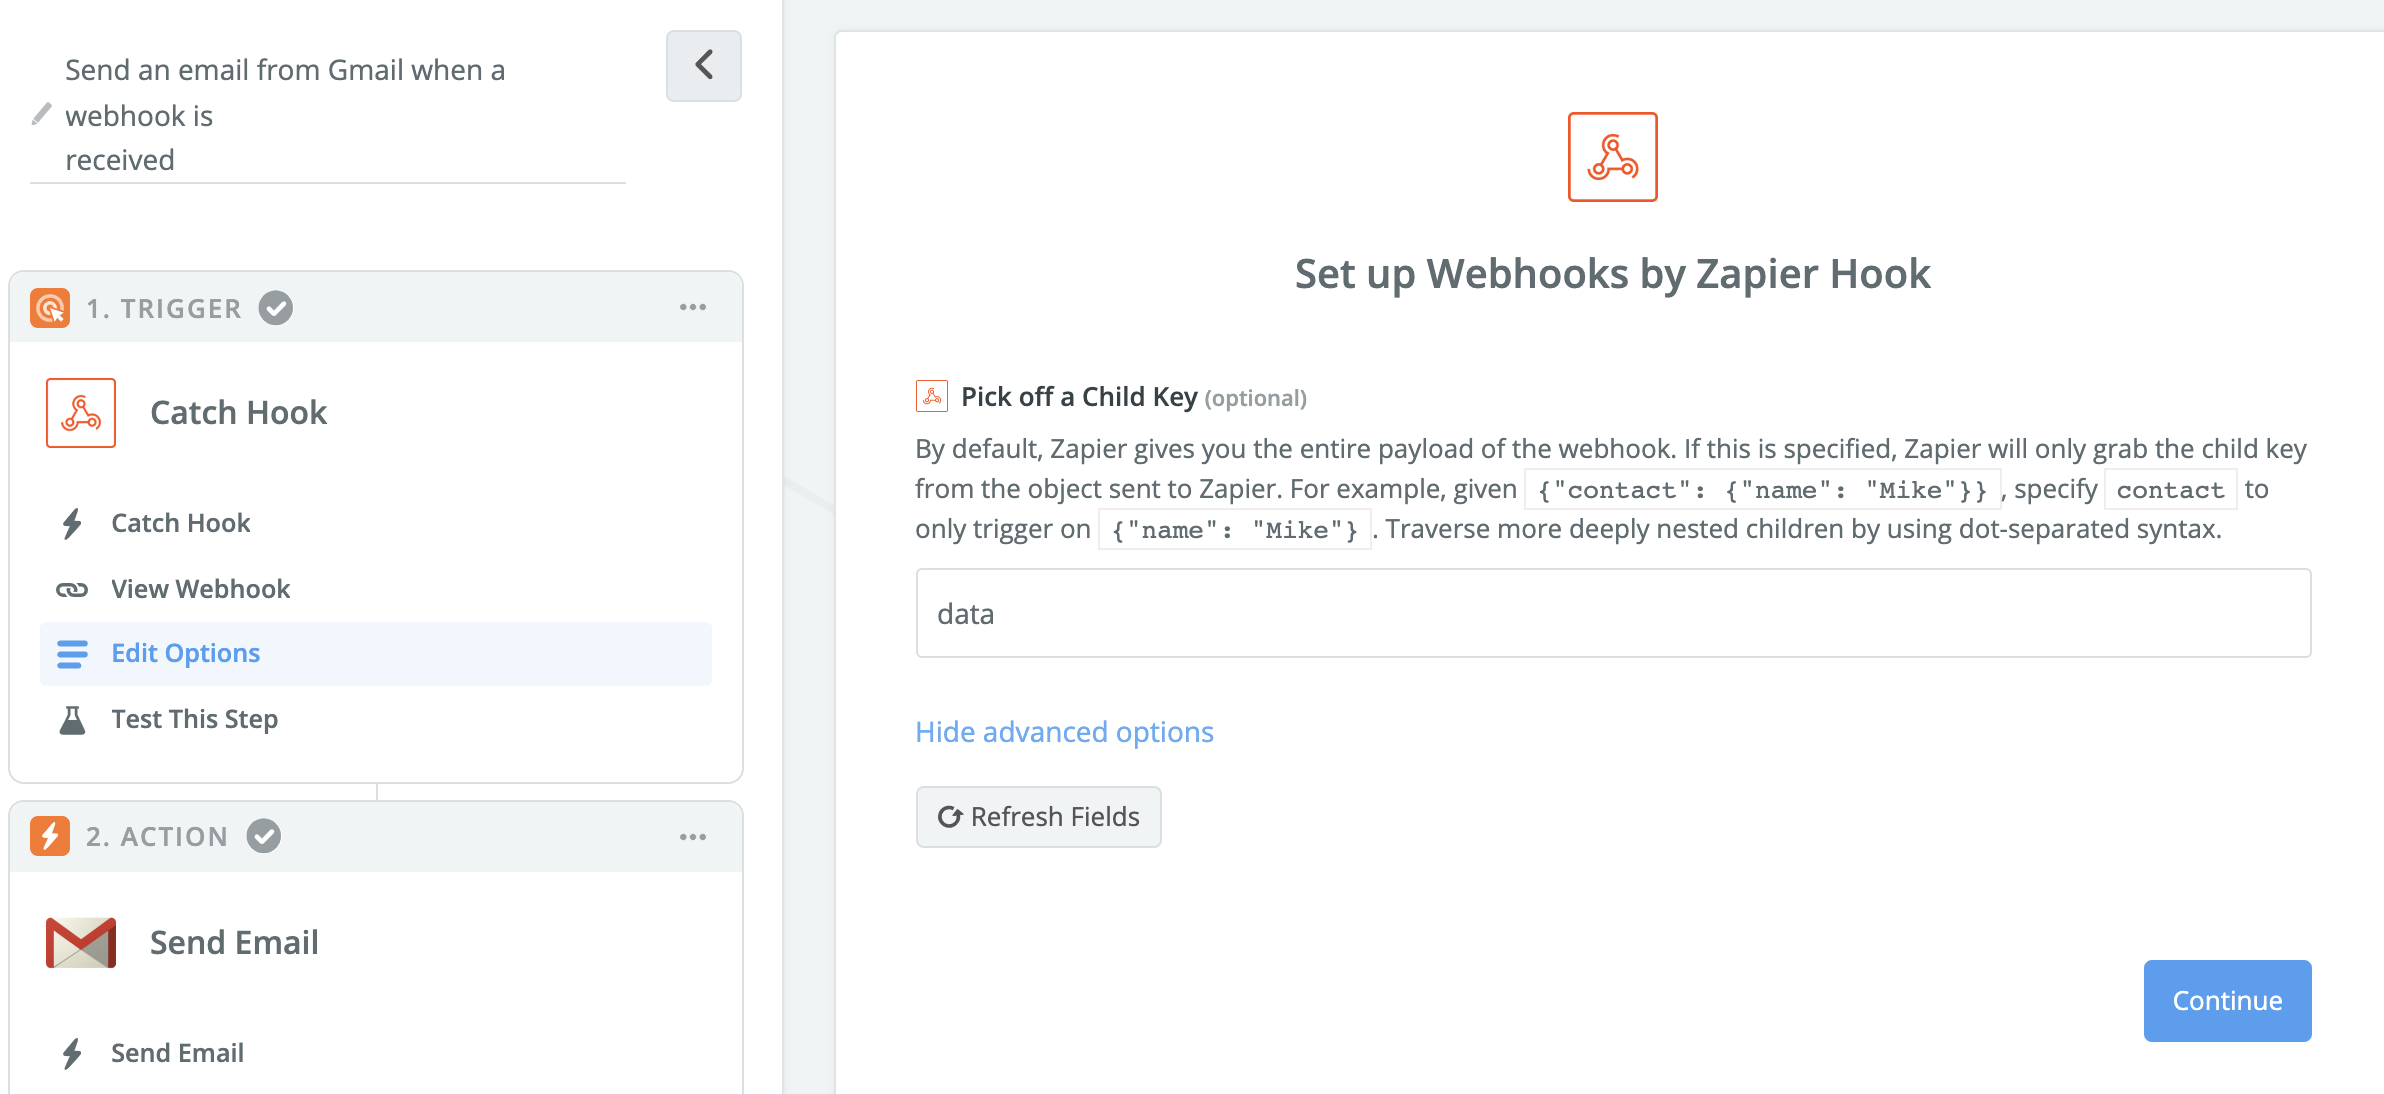 Send an email from Gmail when a
webhook is
received
1. TRIGGER
Catch Hook
Catch Hook
View Webhook
Edit Options
Test This Step
2. ACTION
Send Email
Send Email
Set up Webhooks by Zapier Hook
Pick off a Child Key (optional)
By default, Zapier gives you the entire payload of the webhook. If this is specified, Zapier will only grab the child key
from the object sent to Zapier. For example, given {"contact": {"name": "Mike"}}, specify contact to
only trigger on {"name": "Mike"}. Traverse more deeply nested children by using dot-separated syntax.
data
Hide advanced options
Refresh Fields
Continue